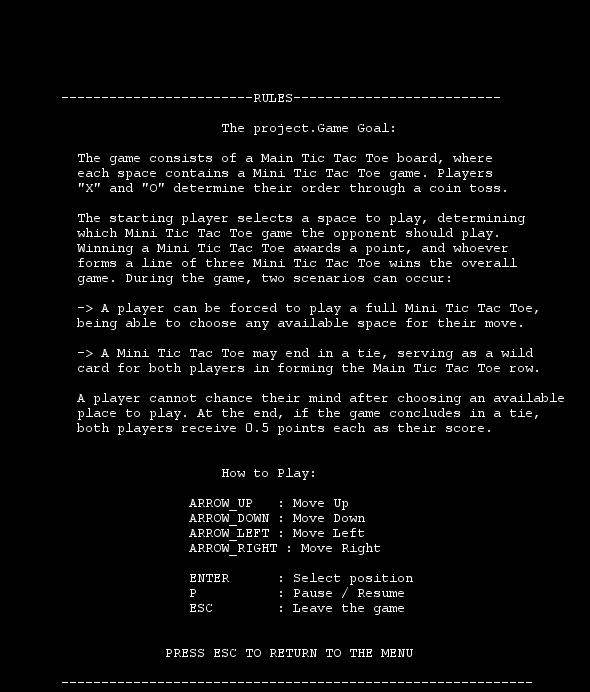 ------------------------RULES--------------------------
The project.Game Goal:
The game consists of a Main Tic Tac Toe board, where
each space contains a Mini Tic Tac Toe game. Players
"X" and "O" determine their order through a coin toss.
The starting player selects a space to play, determining
which Mini Tic Tac Toe game the opponent should play.
Winning a Mini Tic Tac Toe awards a point, and whoever
forms a line of three Mini Tic Tac Toe wins the overall
game. During the game, two scenarios can occur:
-> A player can be forced to play a full Mini Tic Tac Toe,
being able to choose any available space for their move.
-> A Mini Tic Tac Toe may end in a tie, serving as a wild
card for both players in forming the Main Tic Tac Toe row.
A player cannot chance their mind after choosing an available
place to play. At the end, if the game concludes in a tie,
both players receive 0.5 points each as their score.
How to Play:
ARROW_UP   : Move Up
ARROW_DOWN : Move Down
ARROW_LEFT : Move Left
ARROW_RIGHT : Move Right
ENTER      : Select position
P          : Pause / Resume
ESC        : Leave the game
PRESS ESC TO RETURN TO THE MENU
-----------------------------------------------------------